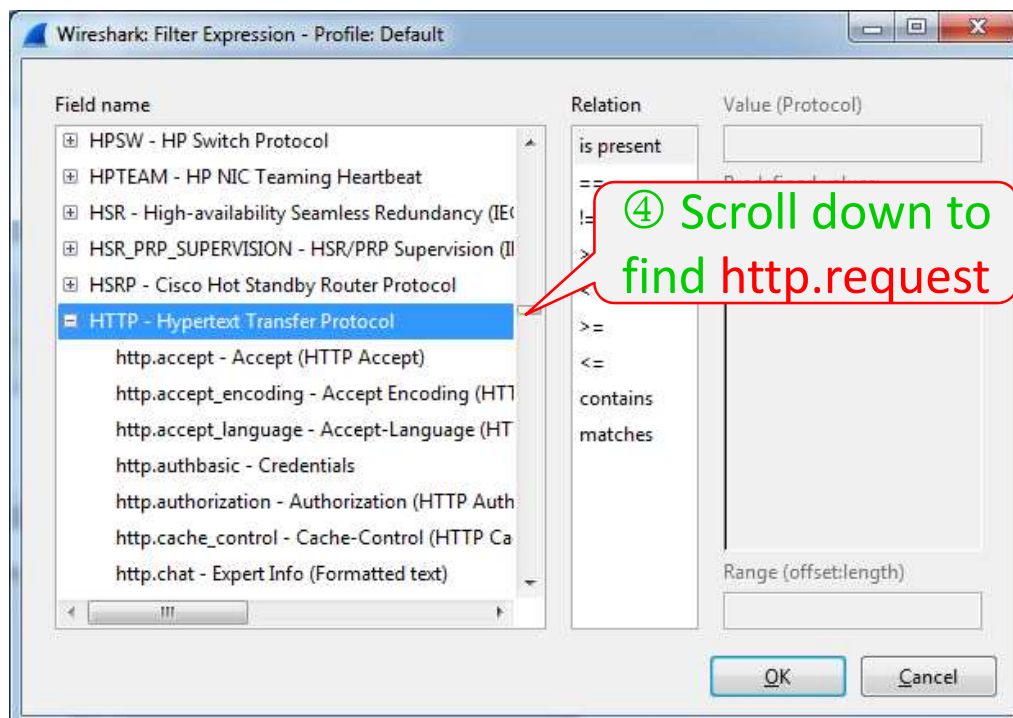 Wireshark: Filter Expression - Profile: Default
Field name
HPSW - HP Switch Protocol
HPTEAM - HP NIC Teaming Heartbeat
HSR - High-availability Seamless Redundancy (IE
HSR_PRP_SUPERVISION - HSR/PRP Supervision (I
HSRP - Cisco Hot Standby Router Protocol
HTTP - Hypertext Transfer Protocol
http.accept - Accept (HTTP Accept)
http.accept_encoding - Accept Encoding (HTT
http.accept_language - Accept-Language (HT
http.authbasic - Credentials
http.authorization - Authorization (HTTP Auth
http.cache_control - Cache-Control (HTTP Ca
http.chat - Expert Info (Formatted text)
Relation
is present
==
!=
>
<
>=
<=
contains
matches
Value (Protocol)
④ Scroll down to
find http.request
Range (offset:length)
OK
Cancel